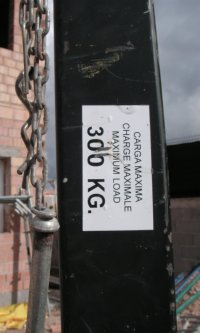 CARGA MAXIMA
CHARGE MAXIMALE
MAXIMUM LOAD
300 KG.